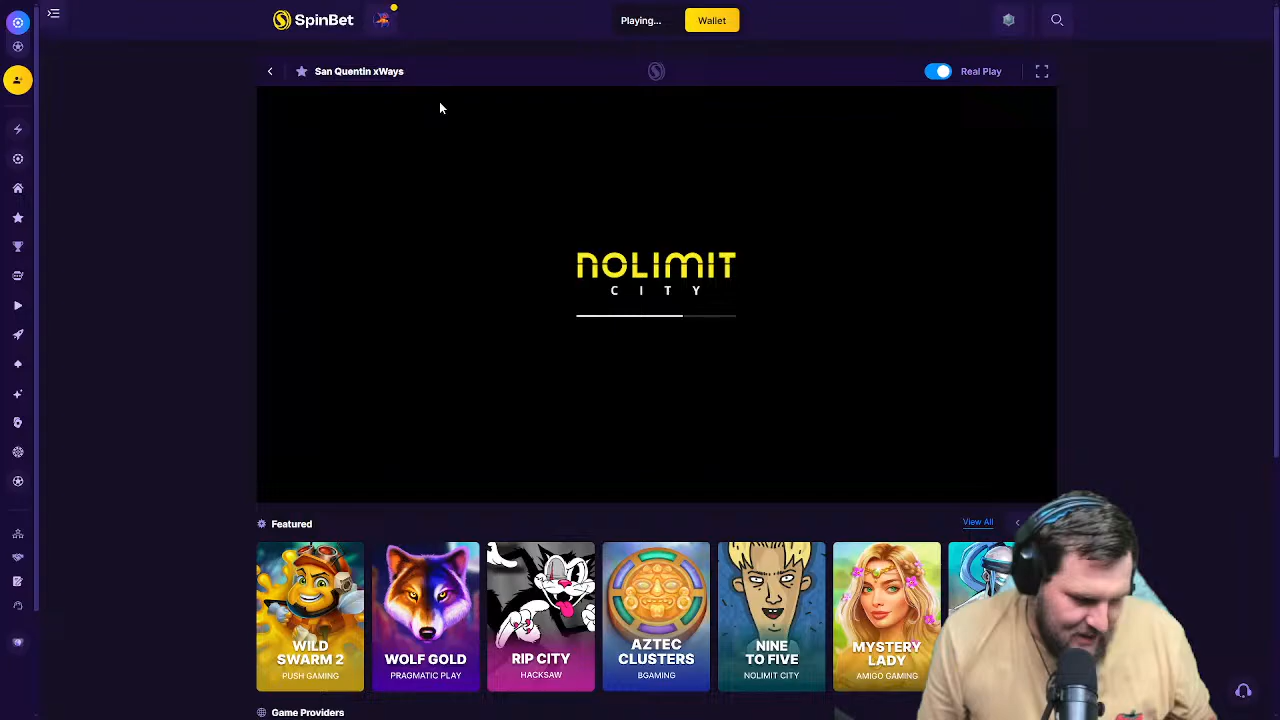 SpinBet
Playing...
Wallet
San Quentin xWays
Real Play
NOLIMIT
CITY
Featured
View All
WILD
SWARM 2
PUSH GAMING
WOLF GOLD
PRAGMATIC PLAY
RIP CITY
HACKSAW
AZTEC
CLUSTERS
BGAMING
NINE
TO FIVE
NOLIMIT CITY
MYSTERY
LADY
AMIGO GAMING
Game Providers